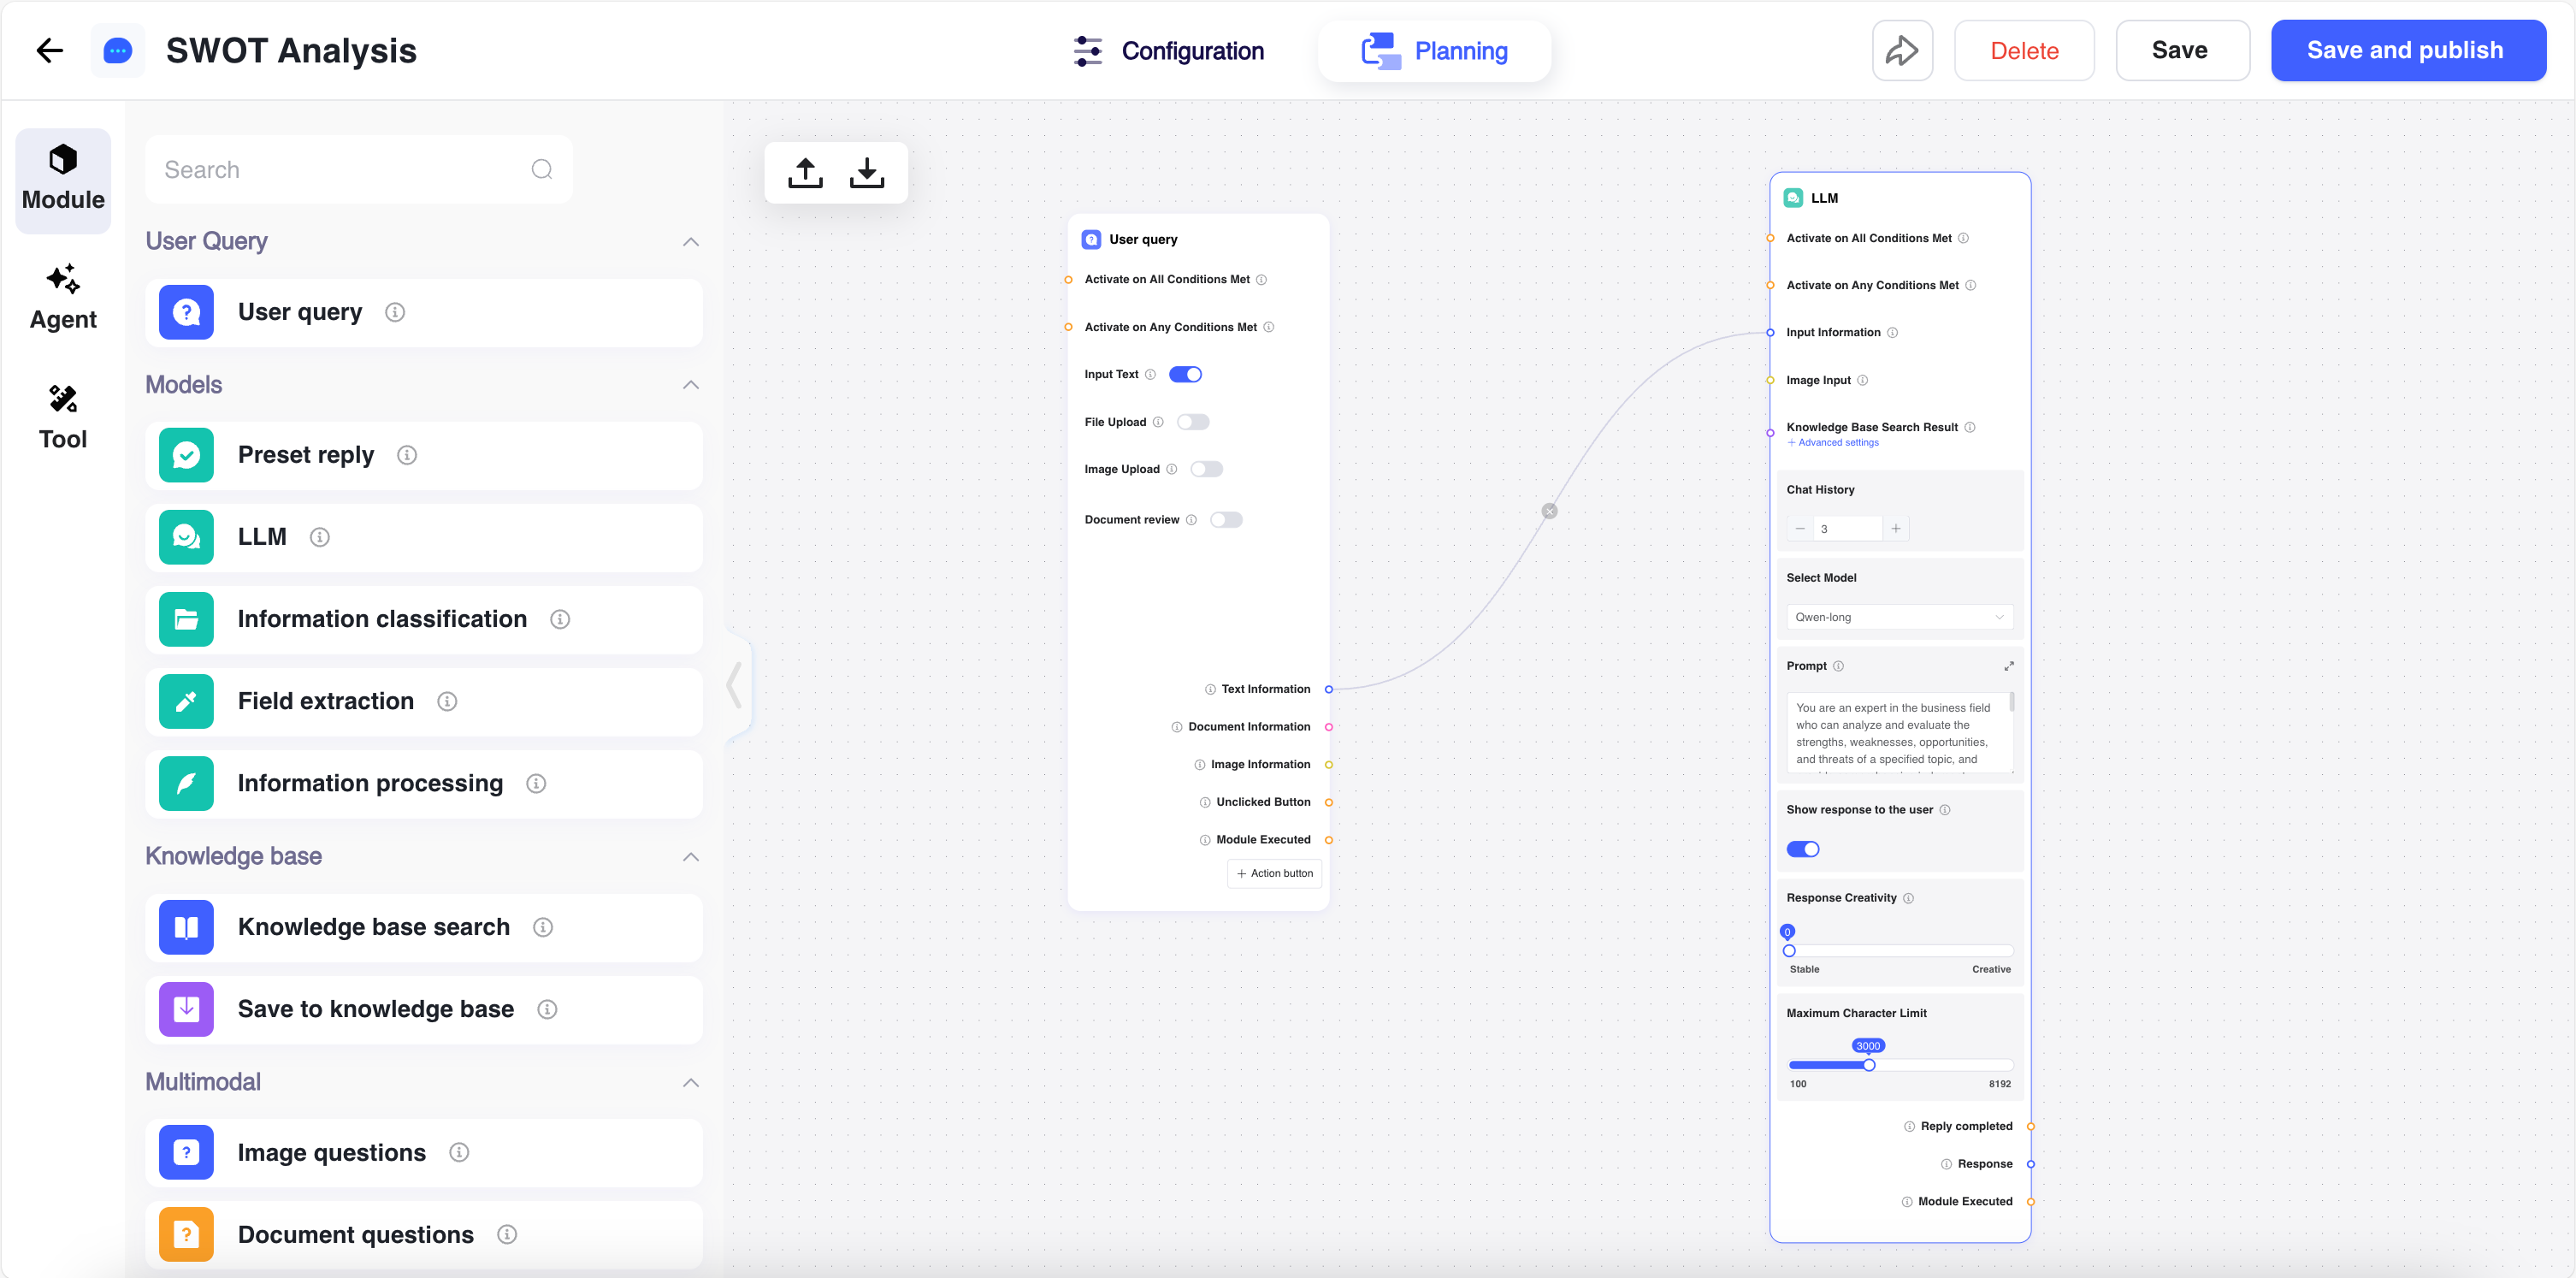 SWOT Analysis
Configuration
Planning
Delete
Save
Save and publish
Module
Agent
Tool
Search
User Query
User query
Models
Preset reply
LLM
Information classification
Field extraction
Information processing
Knowledge base
Knowledge base search
Save to knowledge base
Multimodal
Image questions
Document questions
User query
Activate on All Conditions Met
Activate on Any Conditions Met
Input Text
File Upload
Image Upload
Document review
Text Information
Document Information
Image Information
Unclicked Button
Module Executed
+ Action button
LLM
Activate on All Conditions Met
Activate on Any Conditions Met
Input Information
Image Input
Knowledge Base Search Result
+ Advanced settings
Chat History
3
Select Model
Qwen-long
Prompt
You are an expert in the business field
who can analyze and evaluate the
strengths, weaknesses, opportunities,
and threats of a specified topic, and
Show response to the user
Response Creativity
0
Stable Creative
Maximum Character Limit
3000
100 8192
Reply completed
Response
Module Executed